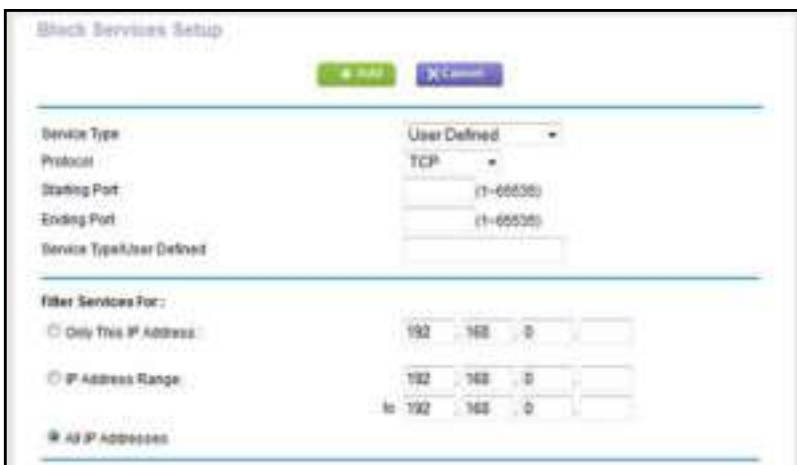 Block Services Setup
+ Add X Cancel
Service Type User Defined
Protocol TCP
Starting Port (1~65535)
Ending Port (1~65535)
Service Type/User Defined
Filter Services For :
Only This IP Address: 192 . 168 . 0 .
IP Address Range: 192 . 168 . 0 .
to 192 . 168 . 0 .
All IP Addresses